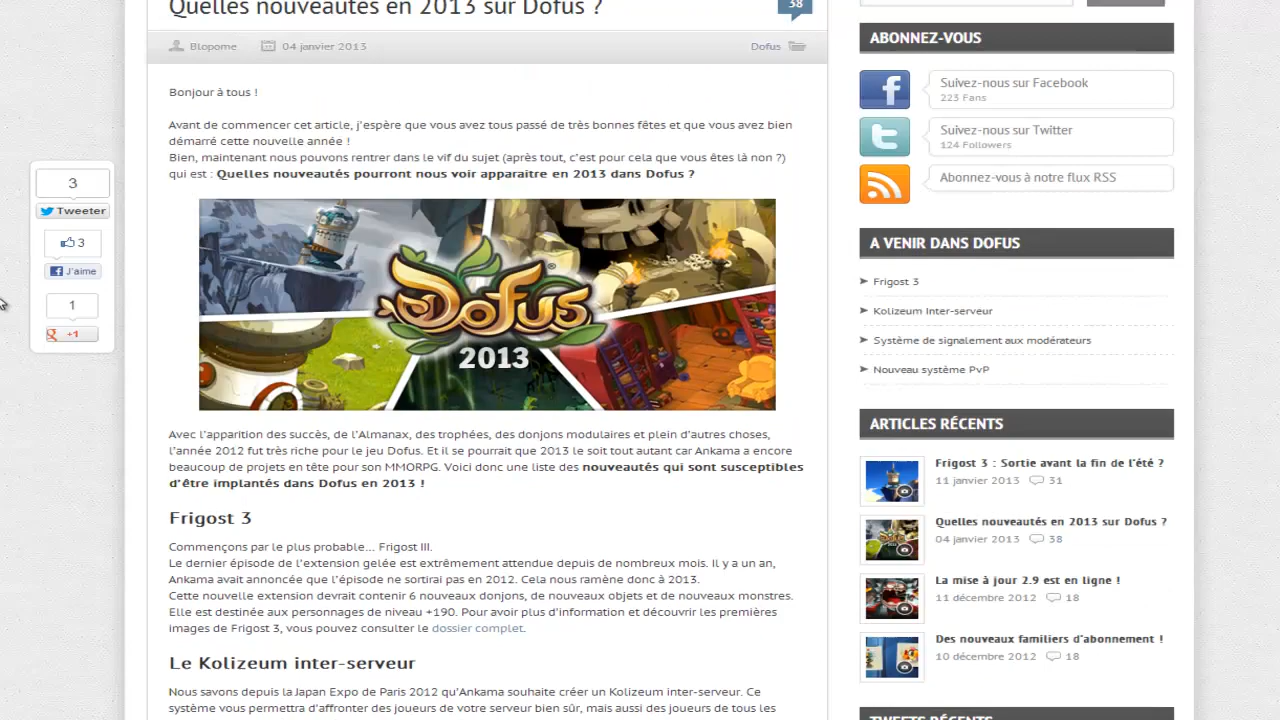 Quelles nouveautés en 2013 sur Dofus ?
38
Blopome
04 janvier 2013
Dofus
Bonjour à tous !
Avant de commencer cet article, j'espère que vous avez tous passé de très bonnes fêtes et que vous avez bien
démarré cette nouvelle année !
Bien, maintenant nous pouvons rentrer dans le vif du sujet (après tout, c'est pour cela que vous êtes là non ?)
qui est : Quelles nouveautés pourront nous voir apparaitre en 2013 dans Dofus ?
3
Tweeter
3
J'aime
1
+1
DOFUS
2013
Avec l'apparition des succès, de l'Almanax, des trophées, des donjons modulaires et plein d'autres choses,
l'année 2012 fut très riche pour le jeu Dofus. Et il se pourrait que 2013 le soit tout autant car Ankama a encore
beaucoup de projets en tête pour son MMORPG. Voici donc une liste des nouveautés qui sont susceptibles
d'être implantés dans Dofus en 2013 !
Frigost 3
Commençons par le plus probable... Frigost III.
Le dernier épisode de l'extension gelée est extrêmement attendue depuis de nombreux mois. Il y a un an,
Ankama avait annoncée que l'épisode ne sortirai pas en 2012. Cela nous ramène donc à 2013.
Cette nouvelle extension devrait contenir 6 nouveaux donjons, de nouveaux objets et de nouveaux monstres.
Elle est destinée aux personnages de niveau +190. Pour avoir plus d'information et découvrir les premières
images de Frigost 3, vous pouvez consulter le dossier complet.
Le Kolizeum inter-serveur
Nous savons depuis la Japan Expo de Paris 2012 qu'Ankama souhaite créer un Kolizeum inter-serveur. Ce
système vous permettra d'affronter des joueurs de votre serveur bien sûr, mais aussi des joueurs de tous les
ABONNEZ-VOUS
Suivez-nous sur Facebook
223 Fans
Suivez-nous sur Twitter
124 Followers
Abonnez-vous à notre flux RSS
A VENIR DANS DOFUS
Frigost 3
Kolizeum Inter-serveur
Système de signalement aux modérateurs
Nouveau système PvP
ARTICLES RÉCENTS
Frigost 3 : Sortie avant la fin de l'été ?
11 janvier 2013 31
Quelles nouveautés en 2013 sur Dofus ?
04 janvier 2013 38
La mise à jour 2.9 est en ligne !
11 décembre 2012 18
Des nouveaux familiers d'abonnement !
10 décembre 2012 18
TWEETS RÉCENTS